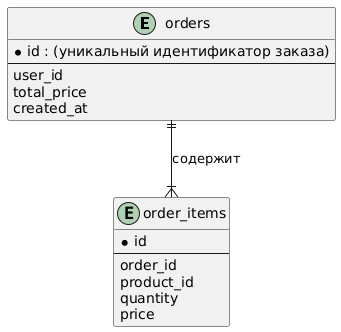 E orders
* id : (уникальный идентификатор заказа)
user_id
total_price
created_at
содержит
E order_items
* id
order_id
product_id
quantity
price